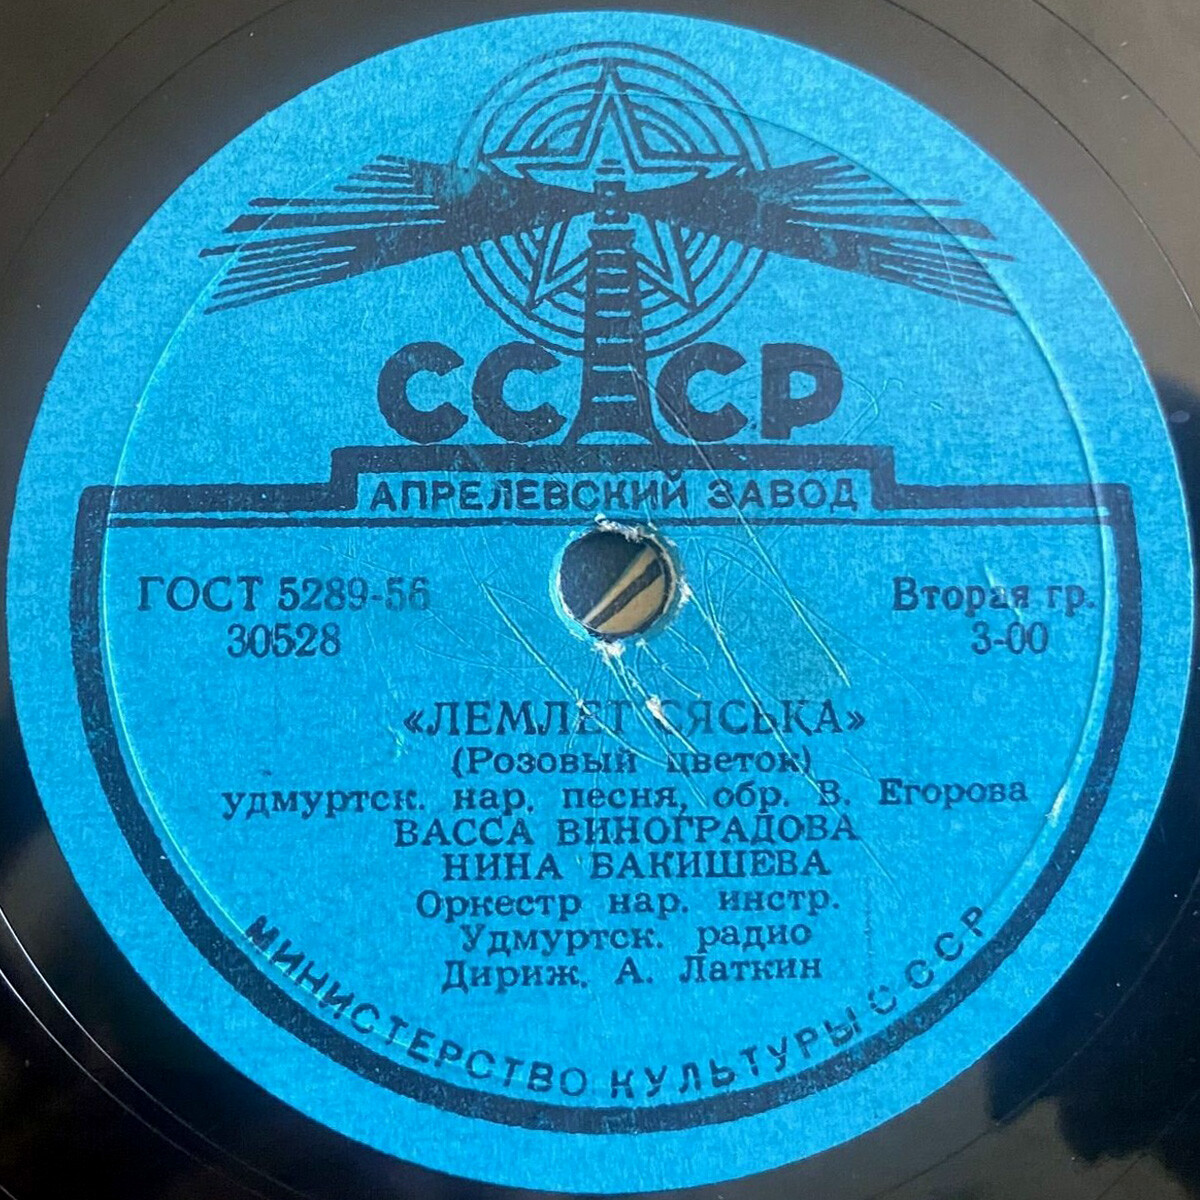 СССР
АПРЕЛЕВСКИЙ ЗАВОД
ГОСТ 5289-56
30528
Вторая гр.
3-00
«ЛЕМЛЕТ СЯСЬКА»
(Розовый цветок)
удмуртск. нар. песня, обр. В. Егорова
ВАССА ВИНОГРАДОВА
НИНА БАКИШЕВА
Оркестр нар. инстр.
Удмуртск. радио
Дириж. А. Латкин
МИНИСТЕРСТВО КУЛЬТУРЫ СССР